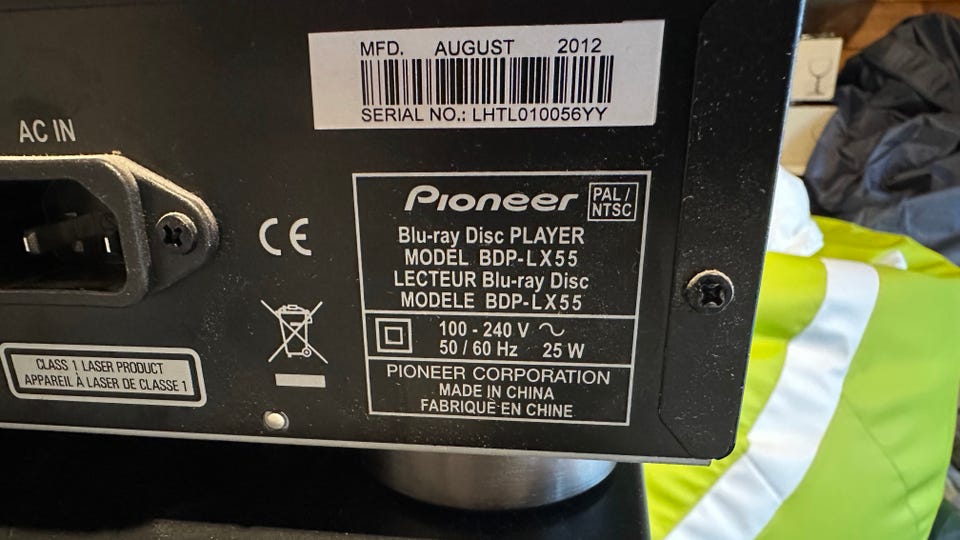 MFD. AUGUST 2012
SERIAL NO.: LHTL010056YY
AC IN
Pioneer
PAL /
NTSC
Blu-ray Disc PLAYER
MODEL BDP-LX55
LECTEUR Blu-ray Disc
MODELE BDP-LX55
100 - 240 V ~
50 / 60 Hz 25 W
PIONEER CORPORATION
MADE IN CHINA
FABRIQUÉ EN CHINE
CE
CLASS 1 LASER PRODUCT
APPAREIL À LASER DE CLASSE 1